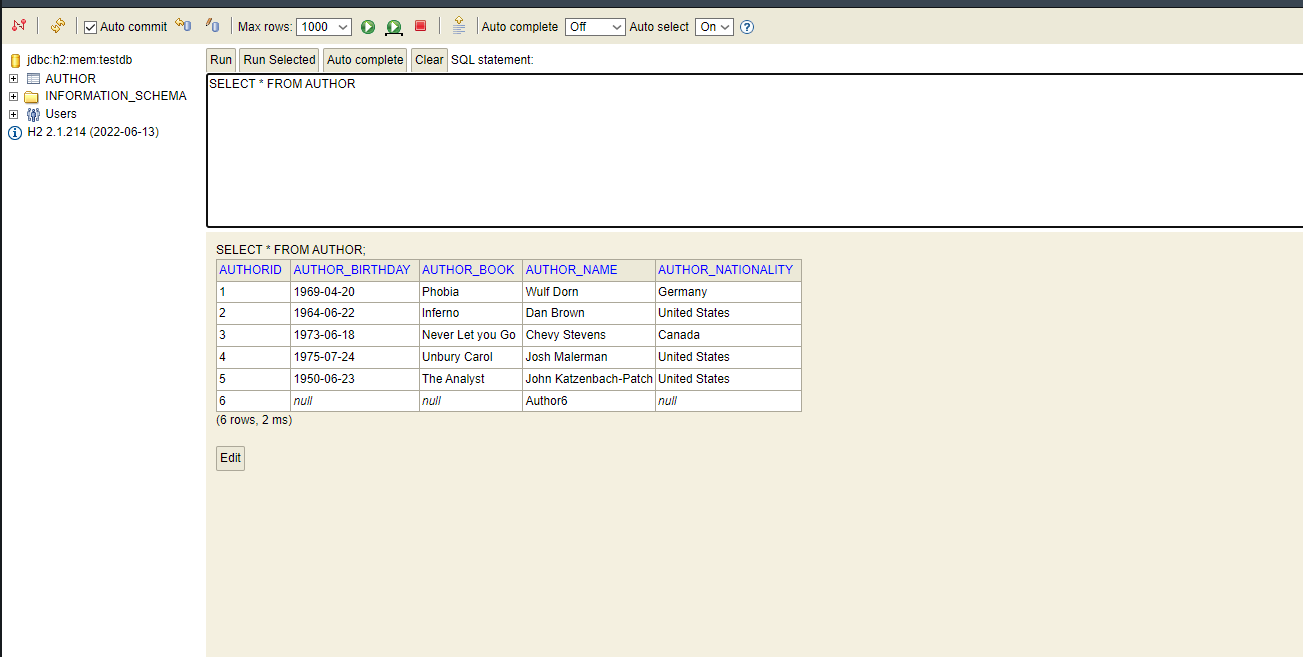 Auto commit Max rows: 1000 Auto complete Off Auto select On ?
jdbc:h2:mem:testdb
AUTHOR
INFORMATION_SCHEMA
Users
H2 2.1.214 (2022-06-13)
Run Run Selected Auto complete Clear SQL statement:
SELECT * FROM AUTHOR
SELECT * FROM AUTHOR;
AUTHORID AUTHOR_BIRTHDAY AUTHOR_BOOK AUTHOR_NAME AUTHOR_NATIONALITY
1 1969-04-20 Phobia Wulf Dorn Germany
2 1964-06-22 Inferno Dan Brown United States
3 1973-06-18 Never Let you Go Chevy Stevens Canada
4 1975-07-24 Unbury Carol Josh Malerman United States
5 1950-06-23 The Analyst John Katzenbach-Patch United States
6 null null Author6 null
(6 rows, 2 ms)
Edit